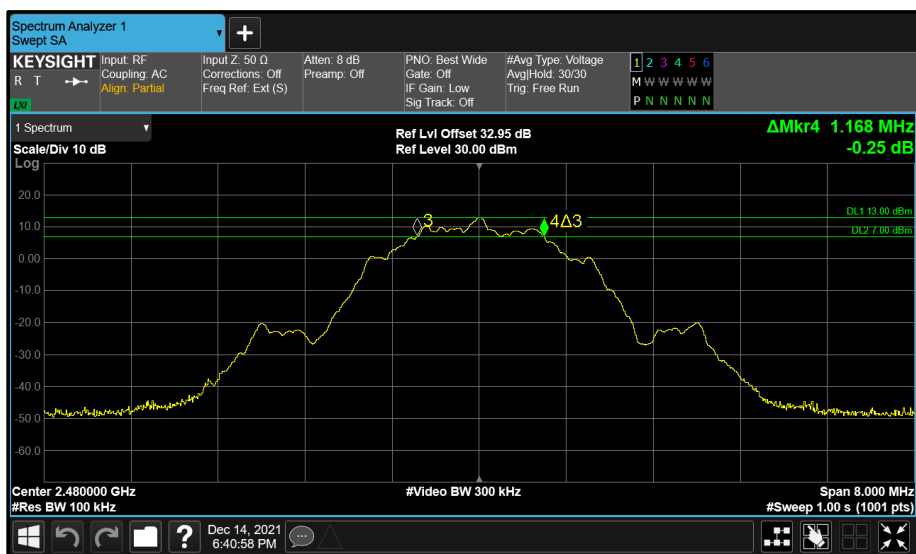 Spectrum Analyzer 1
Swept SA
KEYSIGHT
R T
LXI
Input: RF
Coupling: AC
Align: Partial
Input Z: 50 Ω
Corrections: Off
Freq Ref: Ext (S)
Atten: 8 dB
Preamp: Off
PNO: Best Wide
Gate: Off
IF Gain: Low
Sig Track: Off
#Avg Type: Voltage
Avg|Hold: 30/30
Trig: Free Run
1 2 3 4 5 6
M W W W W W
P N N N N N
1 Spectrum
Scale/Div 10 dB
Ref Lvl Offset 32.95 dB
Ref Level 30.00 dBm
ΔMkr4 1.168 MHz
-0.25 dB
Log
20.0
DL1 13.00 dBm
10.0
3
4Δ3
DL2 7.00 dBm
0.00
-10.0
-20.0
-30.0
-40.0
-50.0
-60.0
Center 2.480000 GHz
#Video BW 300 kHz
Span 8.000 MHz
#Res BW 100 kHz
#Sweep 1.00 s (1001 pts)
?
Dec 14, 2021
6:40:58 PM